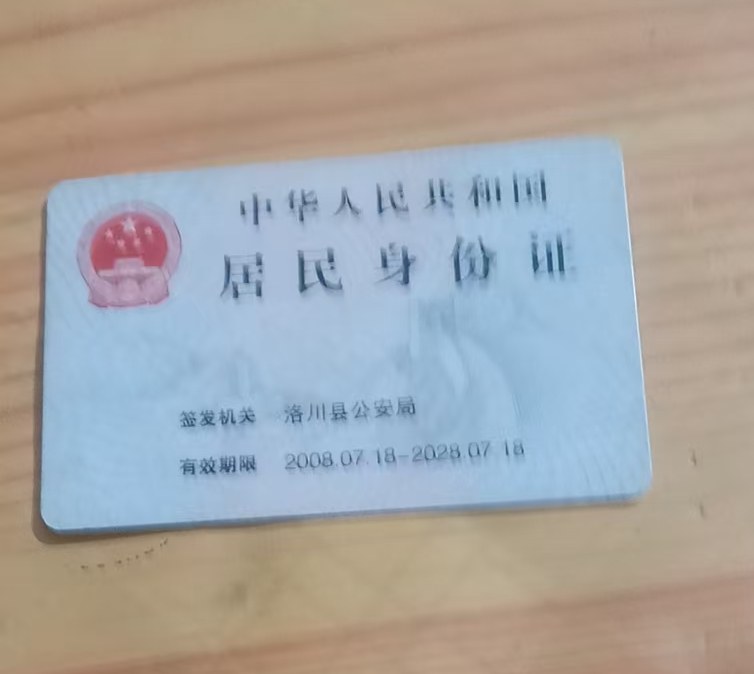 中华人民共和国
居民身份证
签发机关 洛川县公安局
有效期限 2008.07.18-2028.07.18